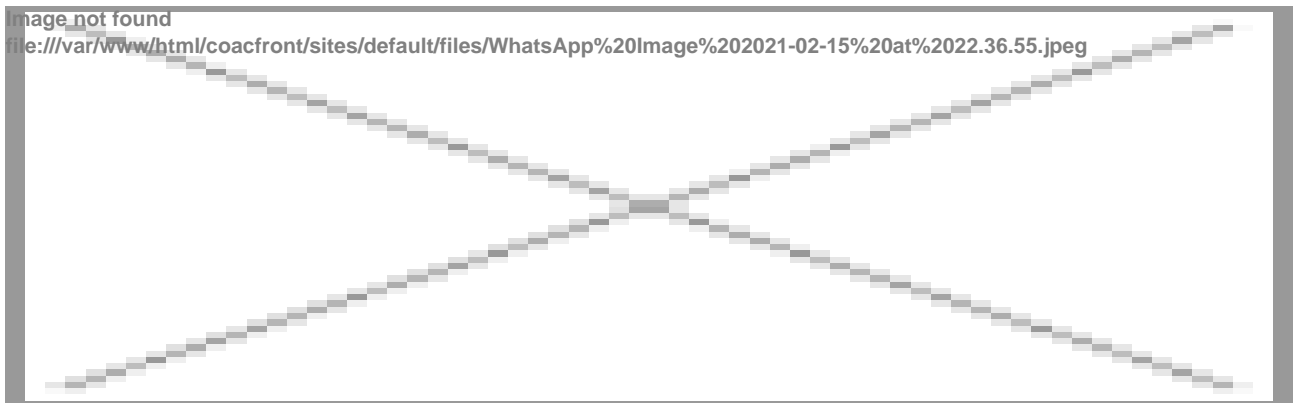 Image not found
file:///var/www/html/coacfront/sites/default/files/WhatsApp%20Image%202021-02-15%20at%2022.36.55.jpeg